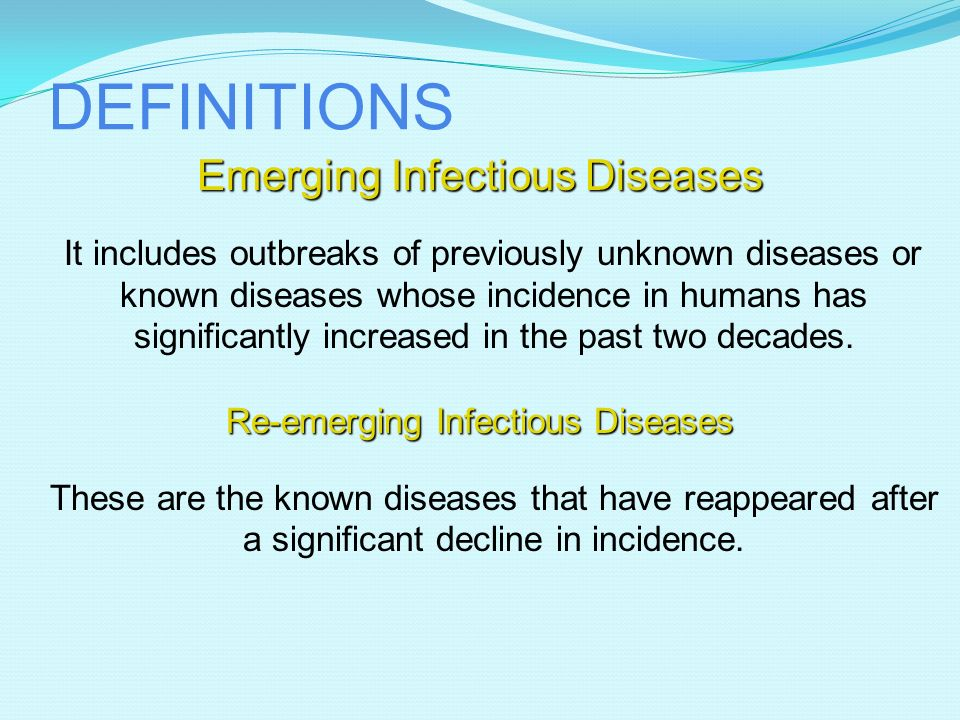 DEFINITIONS
Emerging Infectious Diseases
It includes outbreaks of previously unknown diseases or
known diseases whose incidence in humans has
significantly increased in the past two decades.
Re-emerging Infectious Diseases
These are the known diseases that have reappeared after
a significant decline in incidence.